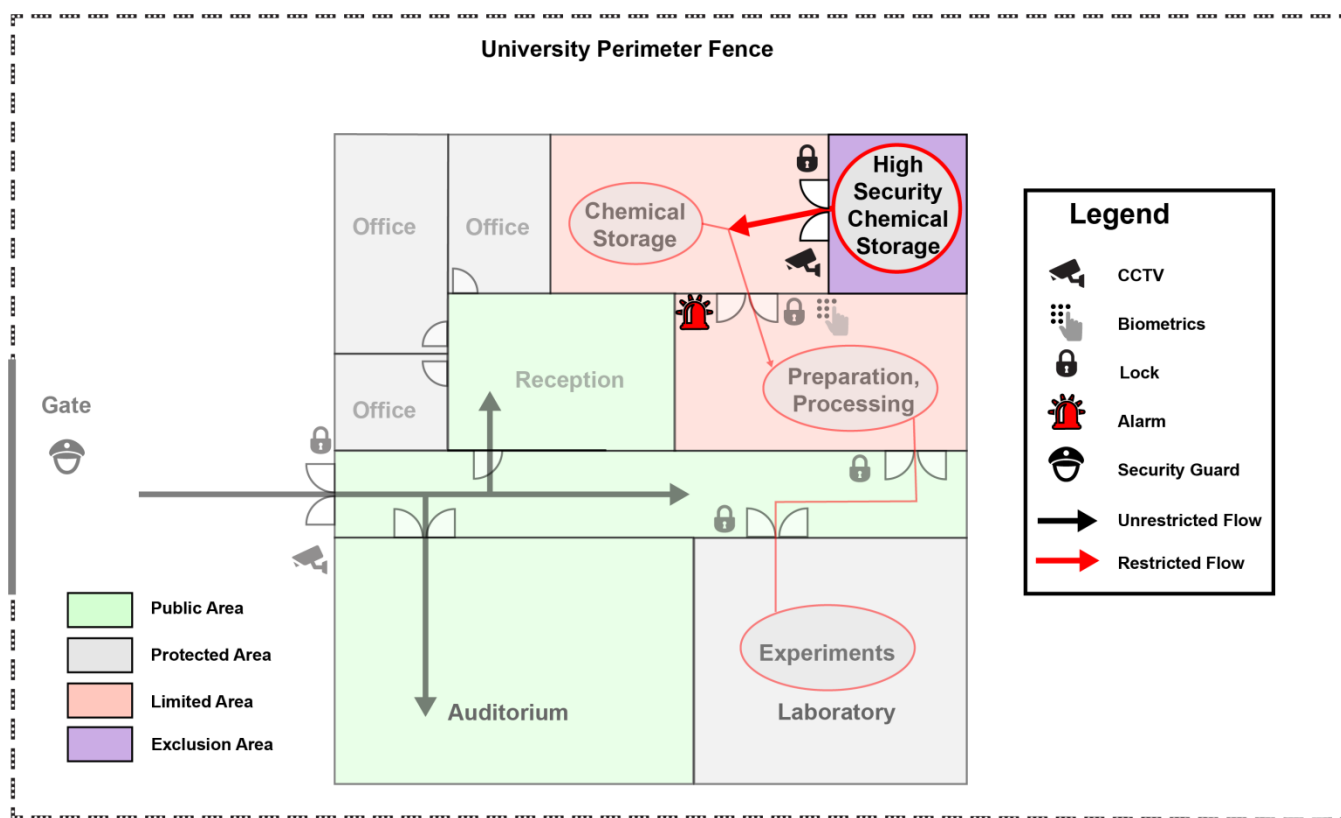 University Perimeter Fence
Office
Office
Chemical
Storage
High
Security
Chemical
Storage
Reception
Office
Preparation,
Processing
Gate
Experiments
Auditorium
Laboratory
Public Area
Protected Area
Limited Area
Exclusion Area
Legend
CCTV
Biometrics
Lock
Alarm
Security Guard
Unrestricted Flow
Restricted Flow